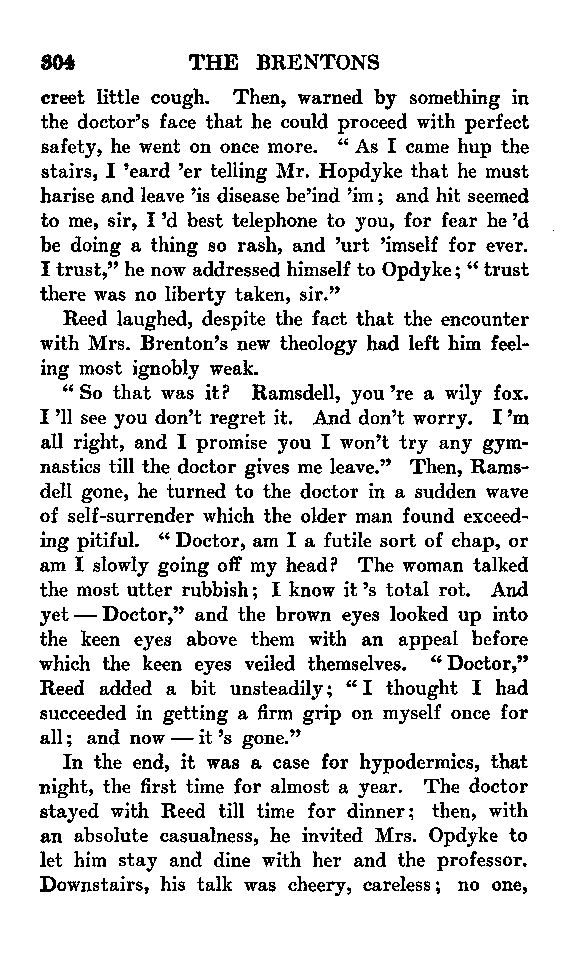 304 THE BRENTONS
creet little cough. Then, warned by something in
the doctor's face that he could proceed with perfect
safety, he went on once more. “ As I came hup the
stairs, I 'eard 'er telling Mr. Hopdyke that he must
harise and leave 'is disease be'ind 'im; and hit seemed
to me, sir, I 'd best telephone to you, for fear he 'd
be doing a thing so rash, and 'urt 'imself for ever.
I trust,” he now addressed himself to Opdyke; “ trust
there was no liberty taken, sir.”
Reed laughed, despite the fact that the encounter
with Mrs. Brenton's new theology had left him feel-
ing most ignobly weak.
“ So that was it? Ramsdell, you 're a wily fox.
I 'll see you don't regret it. And don't worry. I 'm
all right, and I promise you I won't try any gym-
nastics till the doctor gives me leave.” Then, Rams-
dell gone, he turned to the doctor in a sudden wave
of self-surrender which the older man found exceed-
ing pitiful. “ Doctor, am I a futile sort of chap, or
am I slowly going off my head? The woman talked
the most utter rubbish; I know it 's total rot. And
yet — Doctor,” and the brown eyes looked up into
the keen eyes above them with an appeal before
which the keen eyes veiled themselves. “ Doctor,”
Reed added a bit unsteadily; “ I thought I had
succeeded in getting a firm grip on myself once for
all; and now — it 's gone.”
In the end, it was a case for hypodermics, that
night, the first time for almost a year. The doctor
stayed with Reed till time for dinner; then, with
an absolute casualness, he invited Mrs. Opdyke to
let him stay and dine with her and the professor.
Downstairs, his talk was cheery, careless; no one,